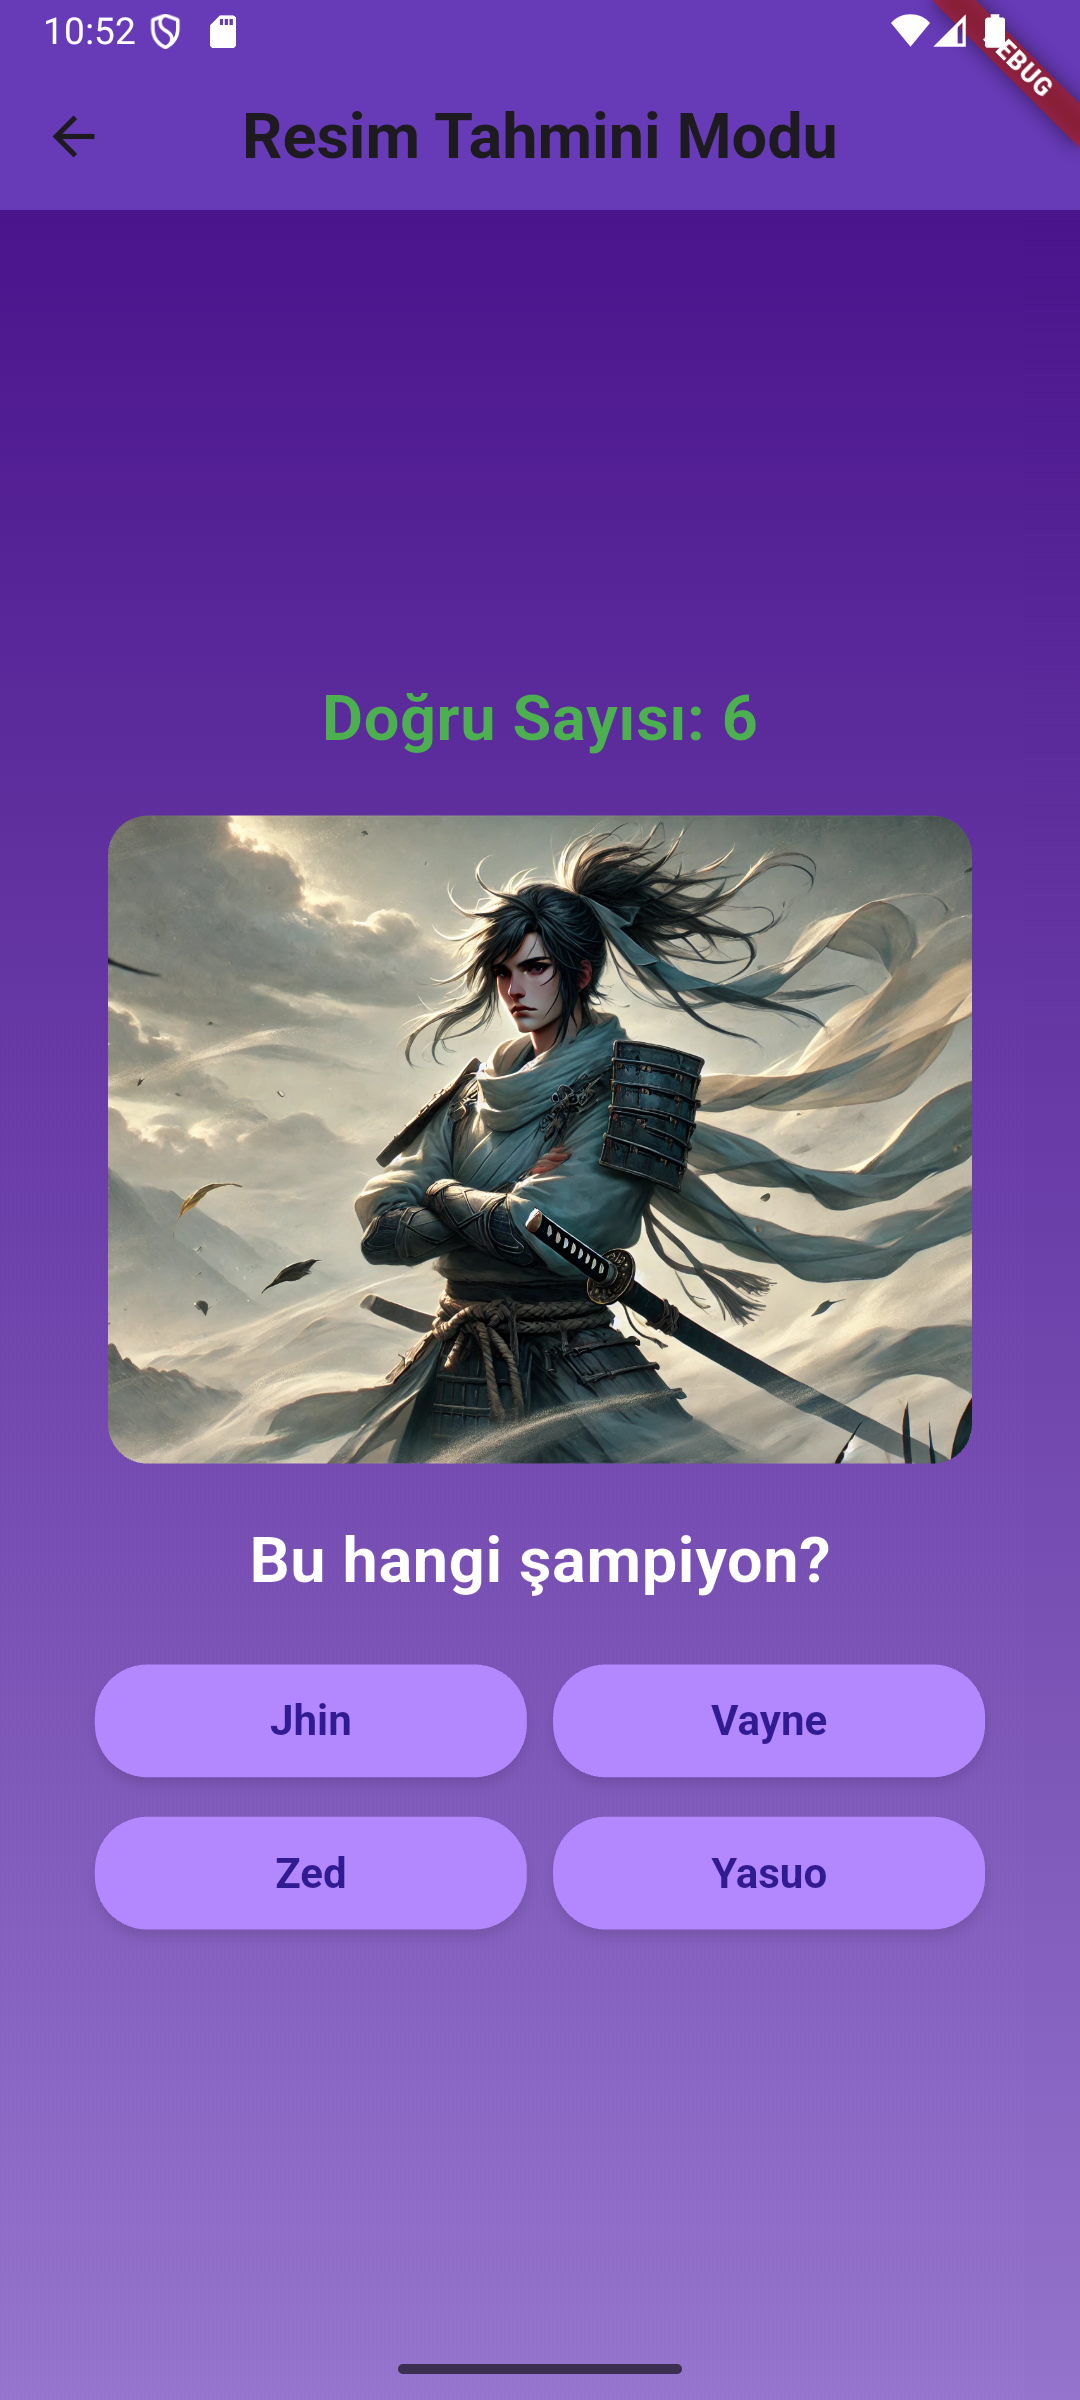 10:52
DEBUG
Resim Tahmini Modu
Doğru Sayısı: 6
Bu hangi şampiyon?
Jhin
Vayne
Zed
Yasuo